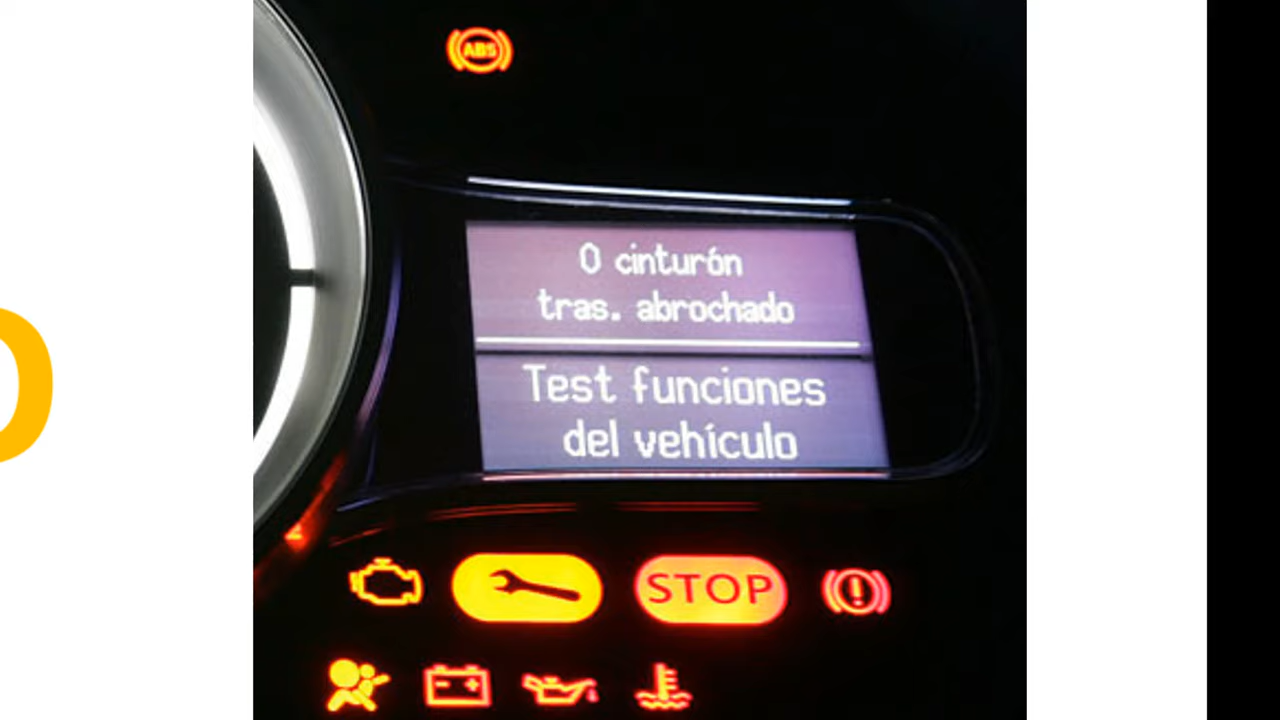 ABS
0 cinturón
tras. abrochado
Test funciones
del vehículo
STOP